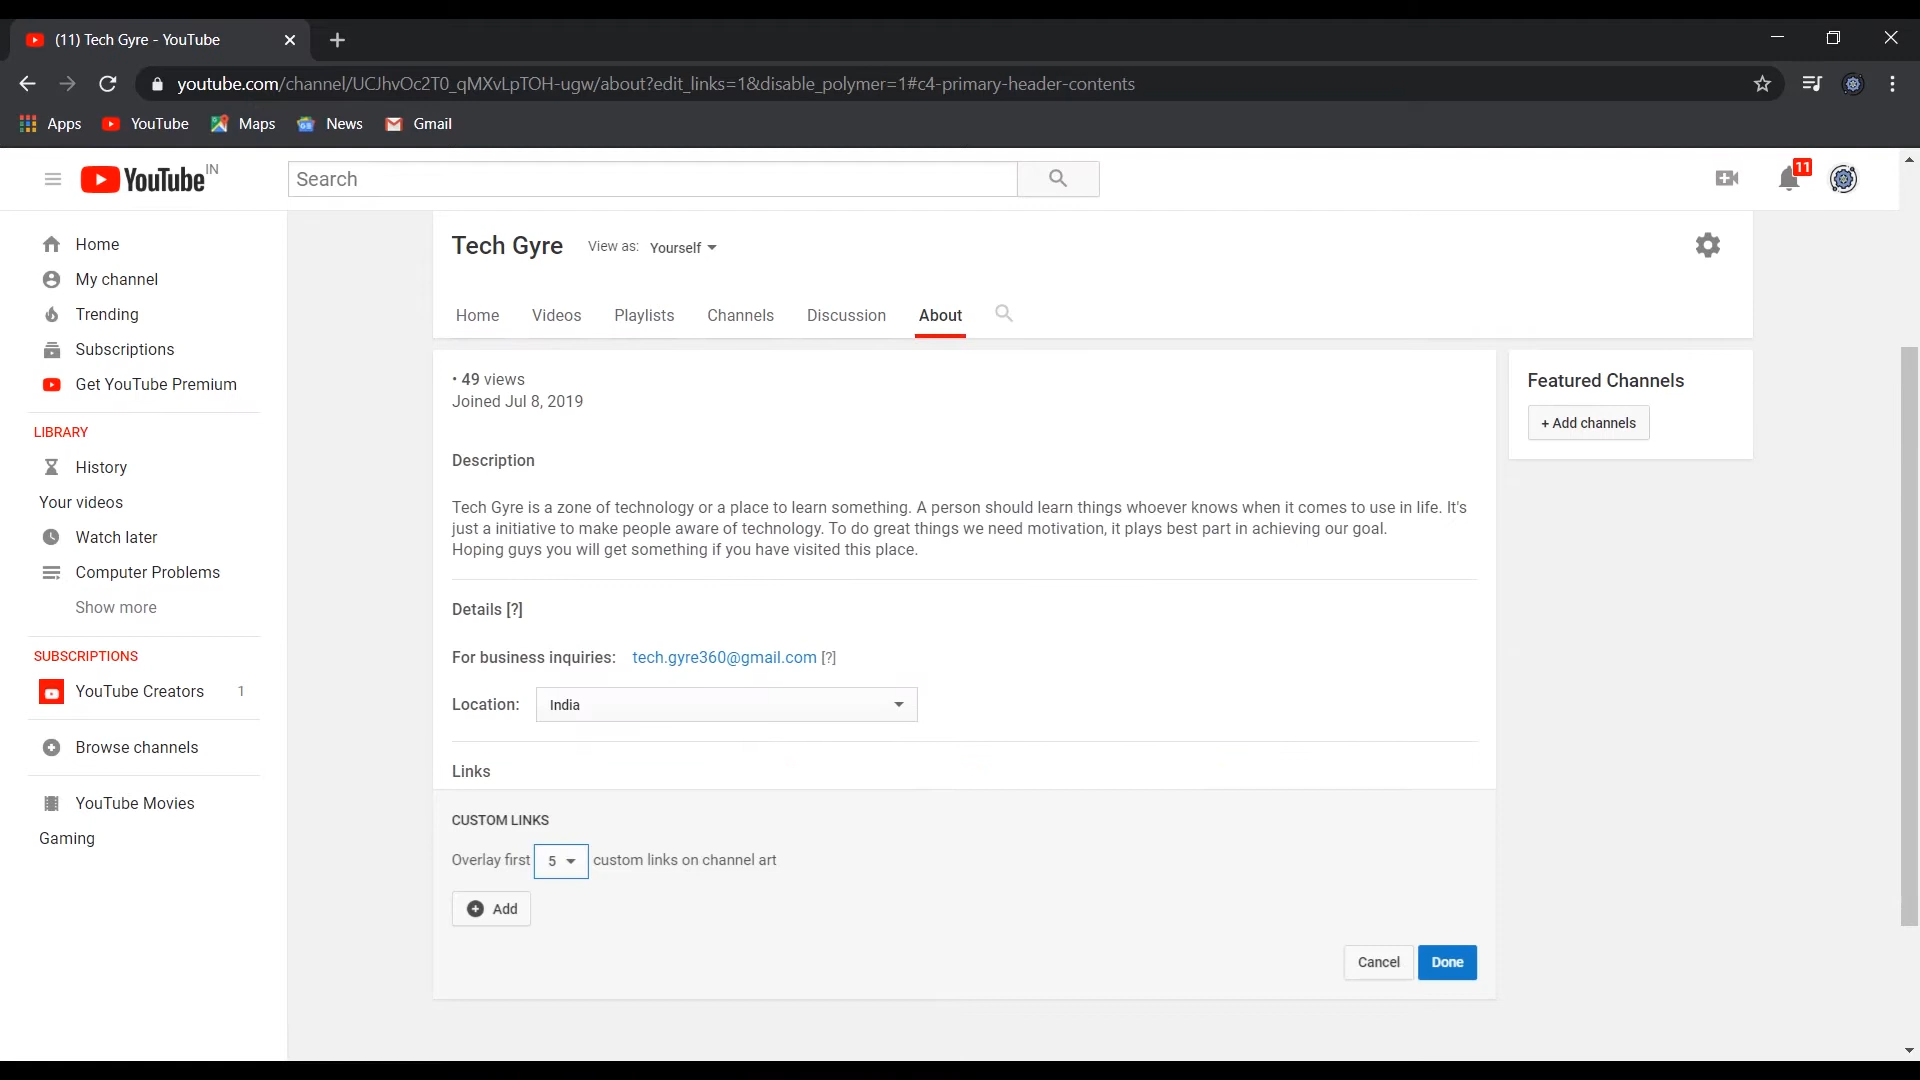 (11) Tech Gyre - YouTube
youtube.com/channel/UCJhvOc2T0_qMXvLpTOH-ugw/about?edit_links=1&disable_polymer=1#c4-primary-header-contents
Apps YouTube Maps News Gmail
YouTube IN
Search
11
Home
My channel
Trending
Subscriptions
Get YouTube Premium
LIBRARY
History
Your videos
Watch later
Computer Problems
Show more
SUBSCRIPTIONS
YouTube Creators 1
Browse channels
YouTube Movies
Gaming
Tech Gyre View as: Yourself
Home Videos Playlists Channels Discussion About
• 49 views
Joined Jul 8, 2019
Description
Tech Gyre is a zone of technology or a place to learn something. A person should learn things whoever knows when it comes to use in life. It's
just a initiative to make people aware of technology. To do great things we need motivation, it plays best part in achieving our goal.
Hoping guys you will get something if you have visited this place.
Details [?]
For business inquiries: tech.gyre360@gmail.com [?]
Location: India
Links
CUSTOM LINKS
Overlay first 5 custom links on channel art
Add
Cancel Done
Featured Channels
+ Add channels